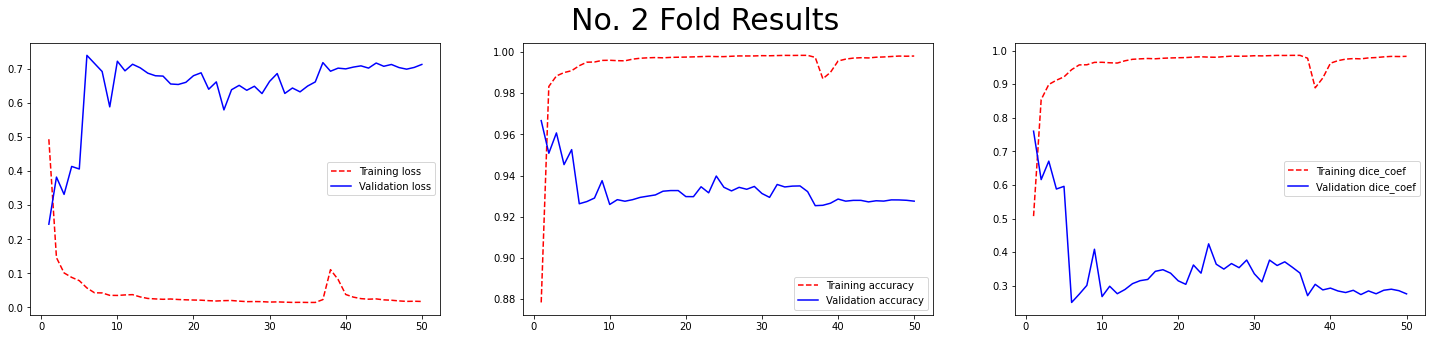 No. 2 Fold Results
0.7
0.6
0.5
0.4
0.3
0.2
0.1
0.0
0 10 20 30 40 50
Training loss
Validation loss
1.00
0.98
0.96
0.94
0.92
0.90
0.88
0 10 20 30 40 50
Training accuracy
Validation accuracy
1.0
0.9
0.8
0.7
0.6
0.5
0.4
0.3
0 10 20 30 40 50
Training dice_coef
Validation dice_coef